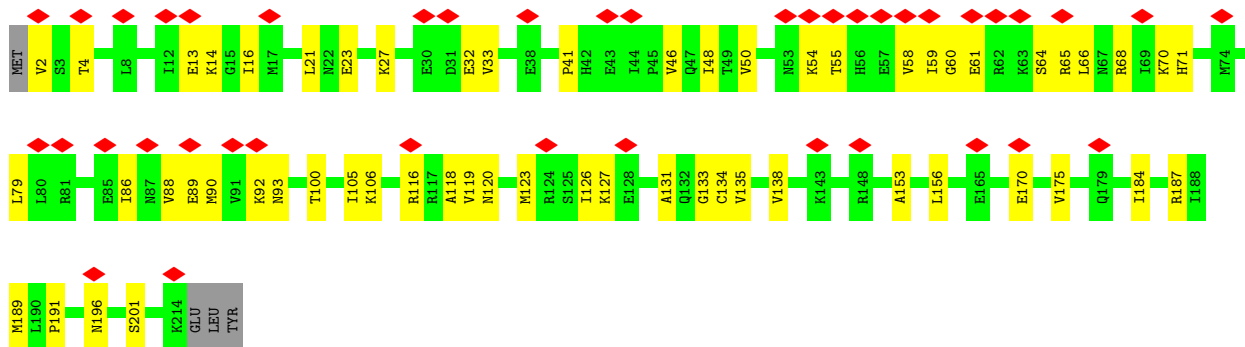 MET V2 S3 T4 L8 I12 E13 K14 G15 I16 M17 L21 N22 E23 K27 E30 D31 E32 V33 E38 P41 H42 E43 I44 P45 V46 Q47 I48 T49 V50 N53 K54 T55 H56 E57 V58 I59 G60 E61 R62 K63 S64 R65 L66 N67 R68 I69 K70 H71 M74
L79 L80 R81 E85 I86 N87 V88 E89 M90 V91 K92 N93 T100 I105 K106 R116 R117 A118 V119 N120 M123 R124 S125 I126 K127 E128 A131 Q132 G133 C134 V135 V138 K143 R148 A153 L156 E165 E170 V175 Q179 I184 R187 I188
M189 L190 P191 N196 S201 K214 GLU LEU TYR